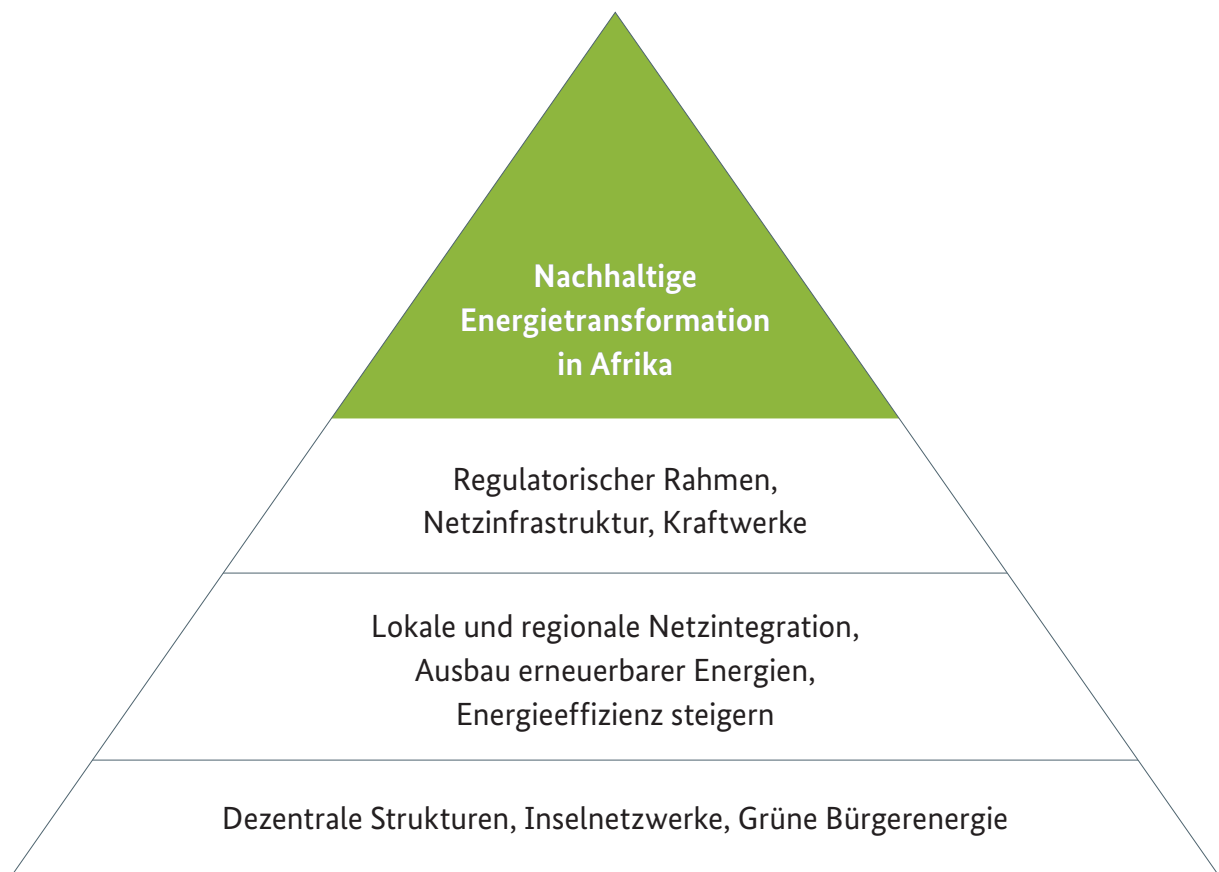 Nachhaltige
Energietransformation
in Afrika
Regulatorischer Rahmen,
Netzinfrastruktur, Kraftwerke
Lokale und regionale Netzintegration,
Ausbau erneuerbarer Energien,
Energieeffizienz steigern
Dezentrale Strukturen, Inselnetzwerke, Grüne Bürgerenergie